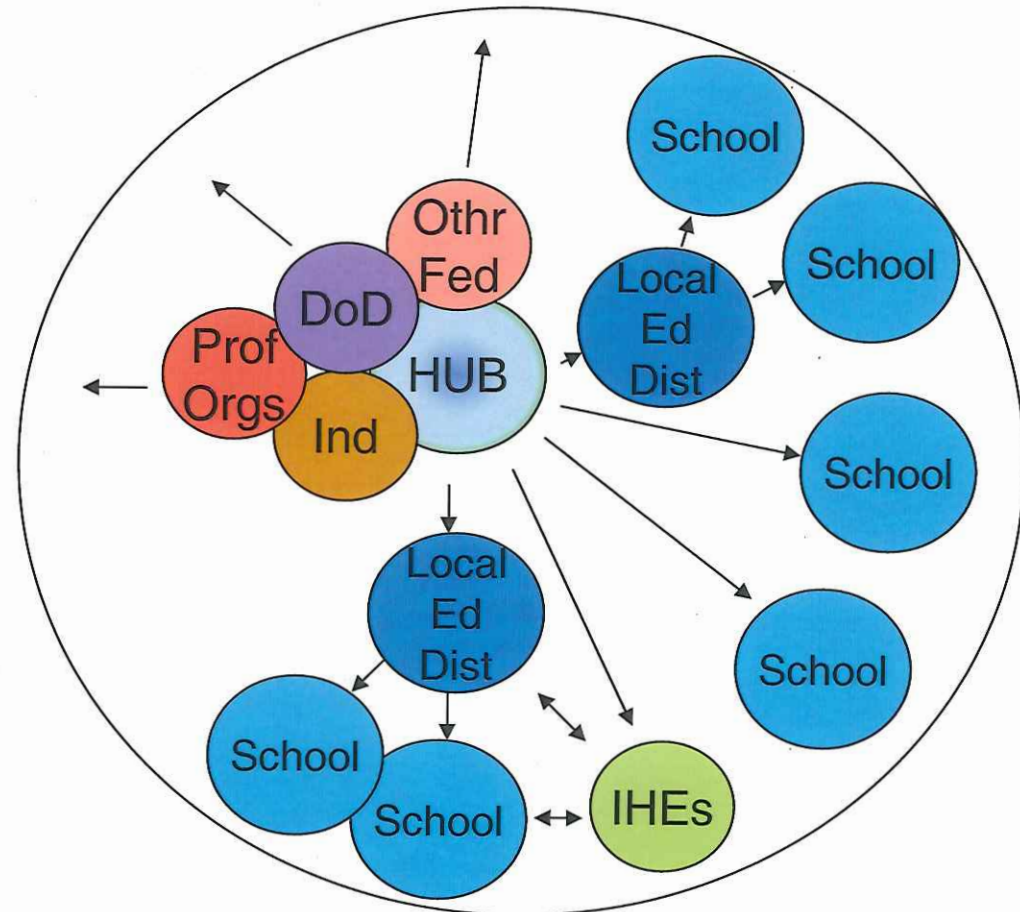 School
Othr
Fed
School
Local
Ed
Dist
DoD
HUB
Prof
Orgs
Ind
School
Local
Ed
Dist
School
School
School
IHEs